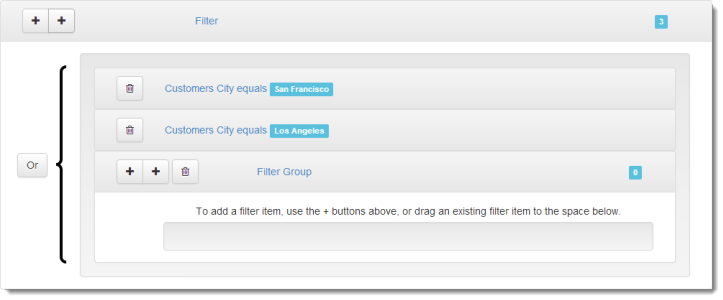 Filter 3
Customers City equals San Francisco
Customers City equals Los Angeles
Or
Filter Group 0
To add a filter item, use the + buttons above, or drag an existing filter item to the space below.